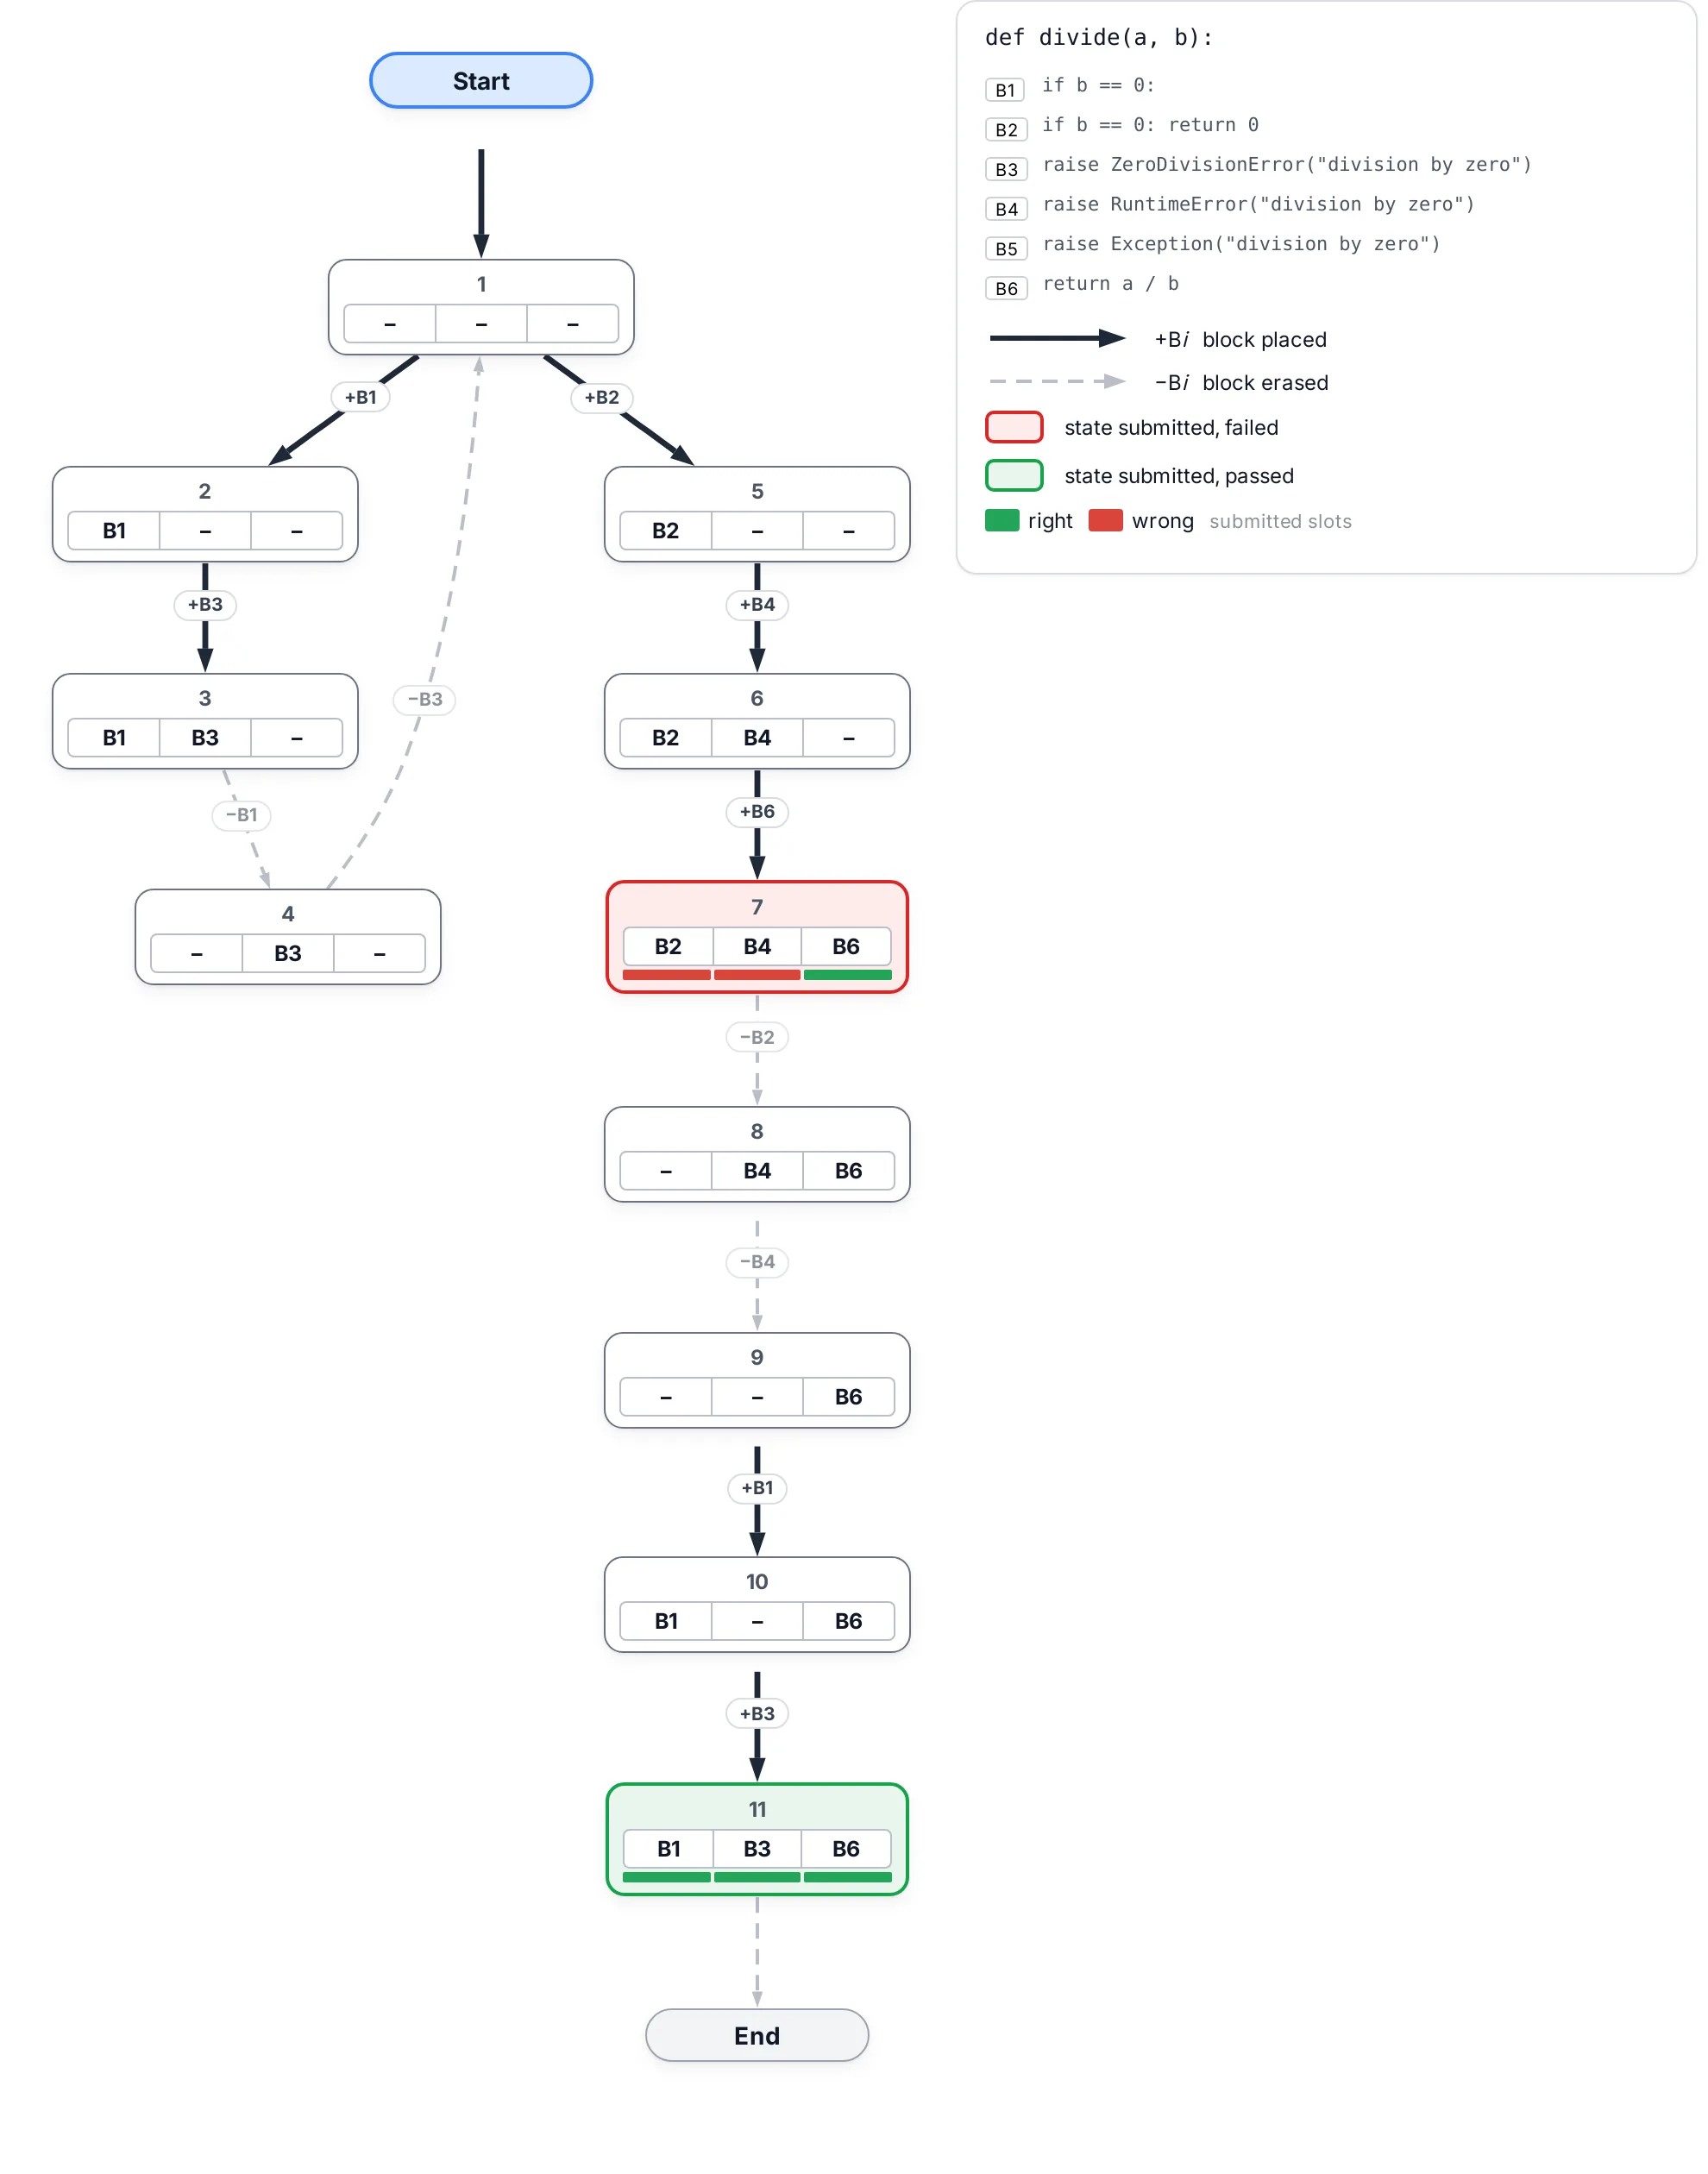 Start
1
– – –
+B1 +B2
2
B1 – –
5
B2 – –
+B3
+B4
3
B1 B3 –
−B3
6
B2 B4 –
−B1
+B6
4
– B3 –
7
B2 B4 B6
−B2
8
– B4 B6
−B4
9
– – B6
+B1
10
B1 – B6
+B3
11
B1 B3 B6
End
def divide(a, b):
B1 if b == 0:
B2 if b == 0: return 0
B3 raise ZeroDivisionError("division by zero")
B4 raise RuntimeError("division by zero")
B5 raise Exception("division by zero")
B6 return a / b
+Bi block placed
−Bi block erased
state submitted, failed
state submitted, passed
right wrong submitted slots